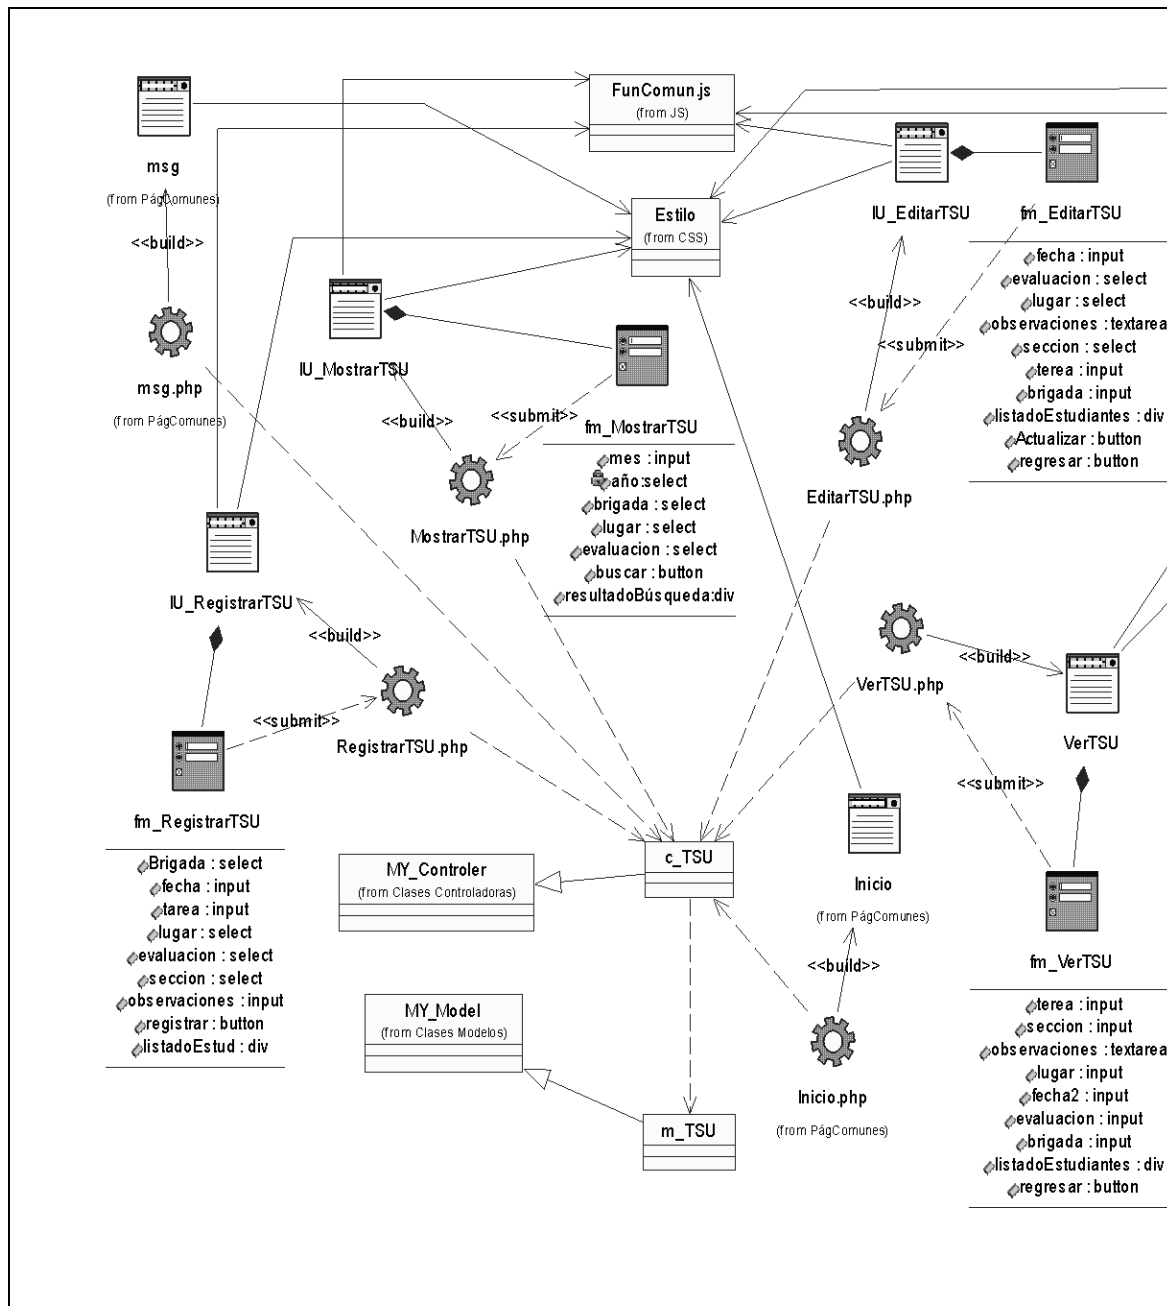 FunComun.js
(from JS)
msg
(from PágComunes)
<<build>>
msg.php
(from PágComunes)
Estilo
(from CSS)
IU_EditarTSU
fm_EditarTSU
fecha : input
evaluacion : select
lugar : select
observaciones : textarea
seccion : select
terea : input
brigada : input
listadoEstudiantes : div
Actualizar : button
regresar : button
<<build>>
<<submit>>
EditarTSU.php
IU_MostrarTSU
<<build>>
<<submit>>
fm_MostrarTSU
mes : input
año:select
brigada : select
lugar : select
evaluacion : select
buscar : button
resultadoBúsqueda:div
MostrarTSU.php
IU_RegistrarTSU
<<build>>
<<submit>>
RegistrarTSU.php
fm_RegistrarTSU
Brigada : select
fecha : input
tarea : input
lugar : select
evaluacion : select
seccion : select
observaciones : input
registrar : button
listadoEstud : div
VerTSU.php
<<build>>
VerTSU
<<submit>>
fm_VerTSU
terea : input
seccion : input
observaciones : textarea
lugar : input
fecha2 : input
evaluacion : input
brigada : input
listadoEstudiantes : div
regresar : button
c_TSU
MY_Controler
(from Clases Controladoras)
MY_Model
(from Clases Modelos)
m_TSU
Inicio
(from PágComunes)
<<build>>
Inicio.php
(from PágComunes)